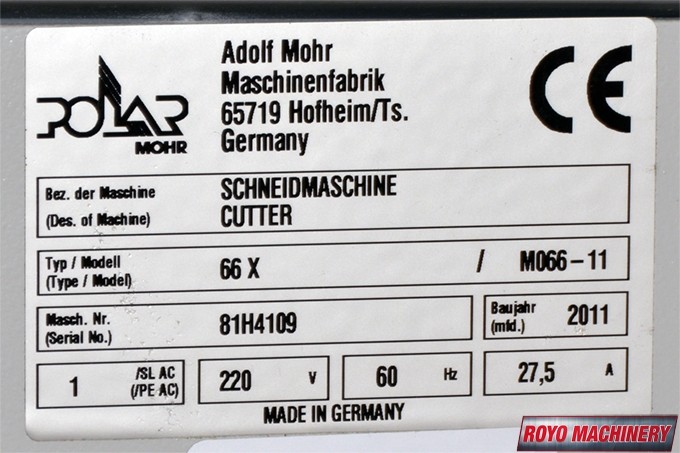 POLAR
MOHR
Adolf Mohr
Maschinenfabrik
65719 Hofheim/Ts.
Germany
CE
Bez. der Maschine
(Des. of Machine)
SCHNEIDMASCHINE
CUTTER
Typ / Modell
(Type / Model)
66 X / M066-11
Masch. Nr.
(Serial No.)
81H4109
Baujahr
(mfd.)
2011
1 /SL AC
(/PE AC)
220 V
60 Hz
27,5 A
MADE IN GERMANY
ROYO MACHINERY